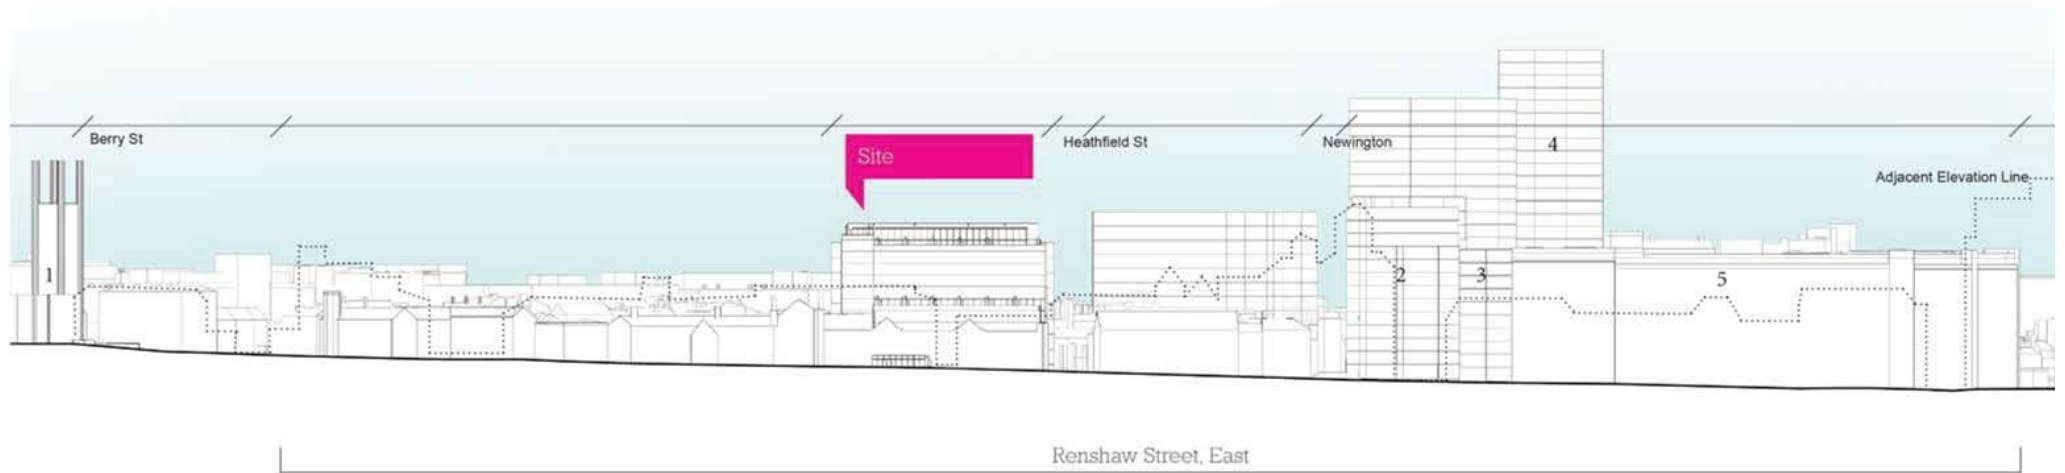 Berry St
Site
Heathfield St
Newington
4
Adjacent Elevation Line
1
2
3
5
Renshaw Street, East